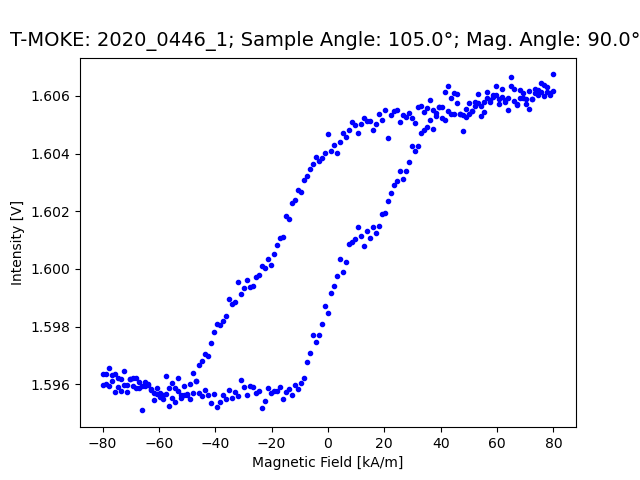 T-MOKE: 2020_0446_1; Sample Angle: 105.0°; Mag. Angle: 90.0°
Intensity [V]
1.606
1.604
1.602
1.600
1.598
1.596
−80 −60 −40 −20 0 20 40 60 80
Magnetic Field [kA/m]